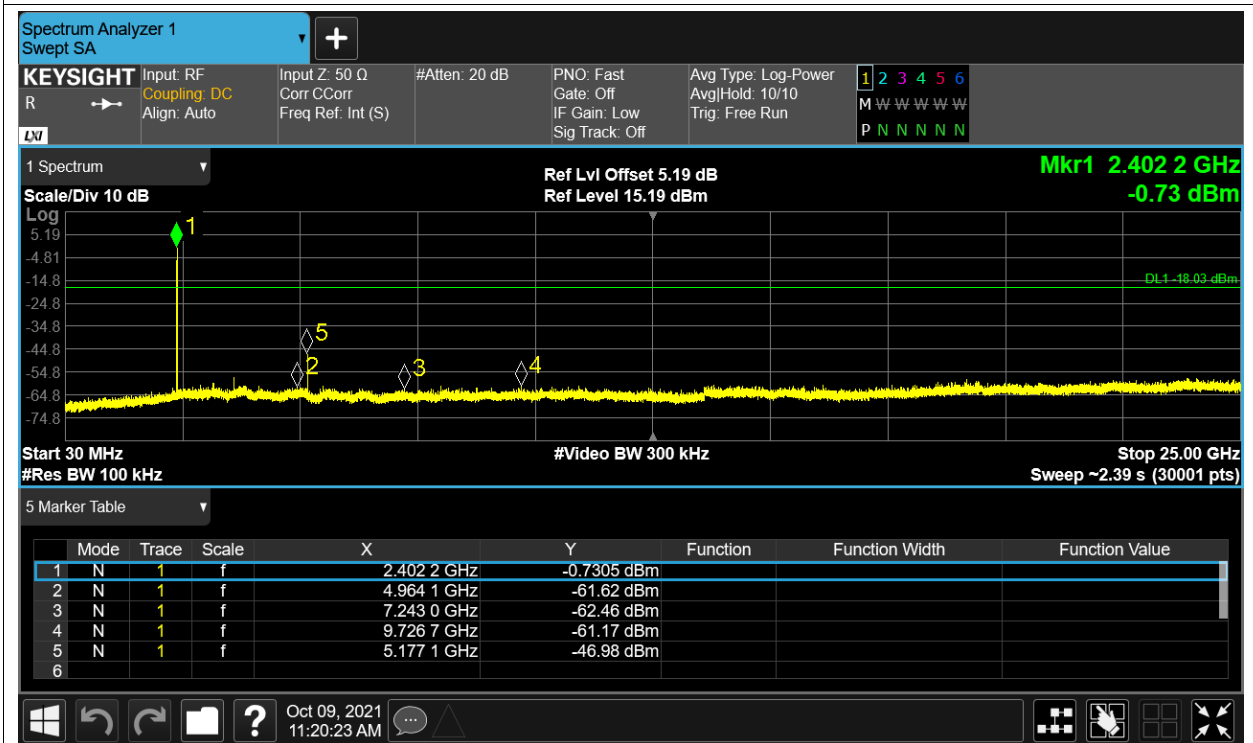 Spectrum Analyzer 1
Swept SA
+
KEYSIGHT Input: RF Input Z: 50 Ω #Atten: 20 dB PNO: Fast Avg Type: Log-Power 1 2 3 4 5 6
R Coupling: DC Corr CCorr Gate: Off Avg|Hold: 10/10 M W W W W W
Align: Auto Freq Ref: Int (S) IF Gain: Low Trig: Free Run
LXI Sig Track: Off P N N N N N
1 Spectrum Ref Lvl Offset 5.19 dB Mkr1 2.402 2 GHz
Scale/Div 10 dB Ref Level 15.19 dBm -0.73 dBm
Log
1
5.19
-4.81
-14.8 DL1 -18.03 dBm
-24.8
-34.8 5
-44.8
-54.8 2 3 4
-64.8
-74.8
Start 30 MHz #Video BW 300 kHz Stop 25.00 GHz
#Res BW 100 kHz Sweep ~2.39 s (30001 pts)
5 Marker Table
Mode Trace Scale X Y Function Function Width Function Value
1 N 1 f 2.402 2 GHz -0.7305 dBm
2 N 1 f 4.964 1 GHz -61.62 dBm
3 N 1 f 7.243 0 GHz -62.46 dBm
4 N 1 f 9.726 7 GHz -61.17 dBm
5 N 1 f 5.177 1 GHz -46.98 dBm
6
? Oct 09, 2021
11:20:23 AM